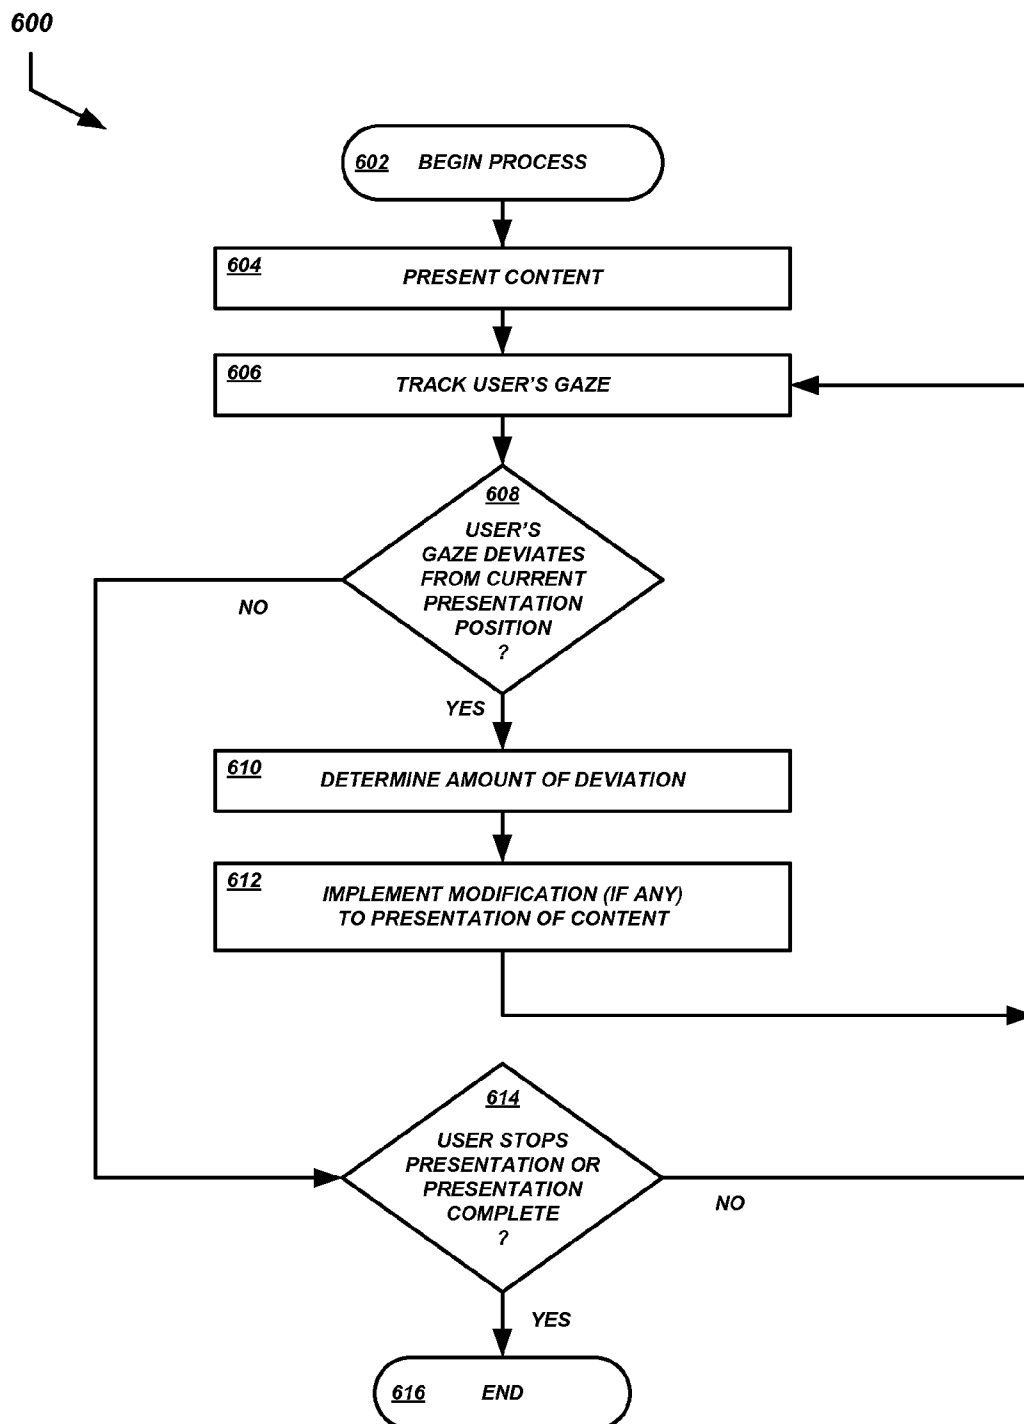 600
602 BEGIN PROCESS
604
PRESENT CONTENT
606
TRACK USER'S GAZE
608
USER'S
GAZE DEVIATES
FROM CURRENT
PRESENTATION
POSITION
?
NO
YES
610
DETERMINE AMOUNT OF DEVIATION
612
IMPLEMENT MODIFICATION (IF ANY)
TO PRESENTATION OF CONTENT
614
USER STOPS
PRESENTATION OR
PRESENTATION
COMPLETE
?
NO
YES
616 END